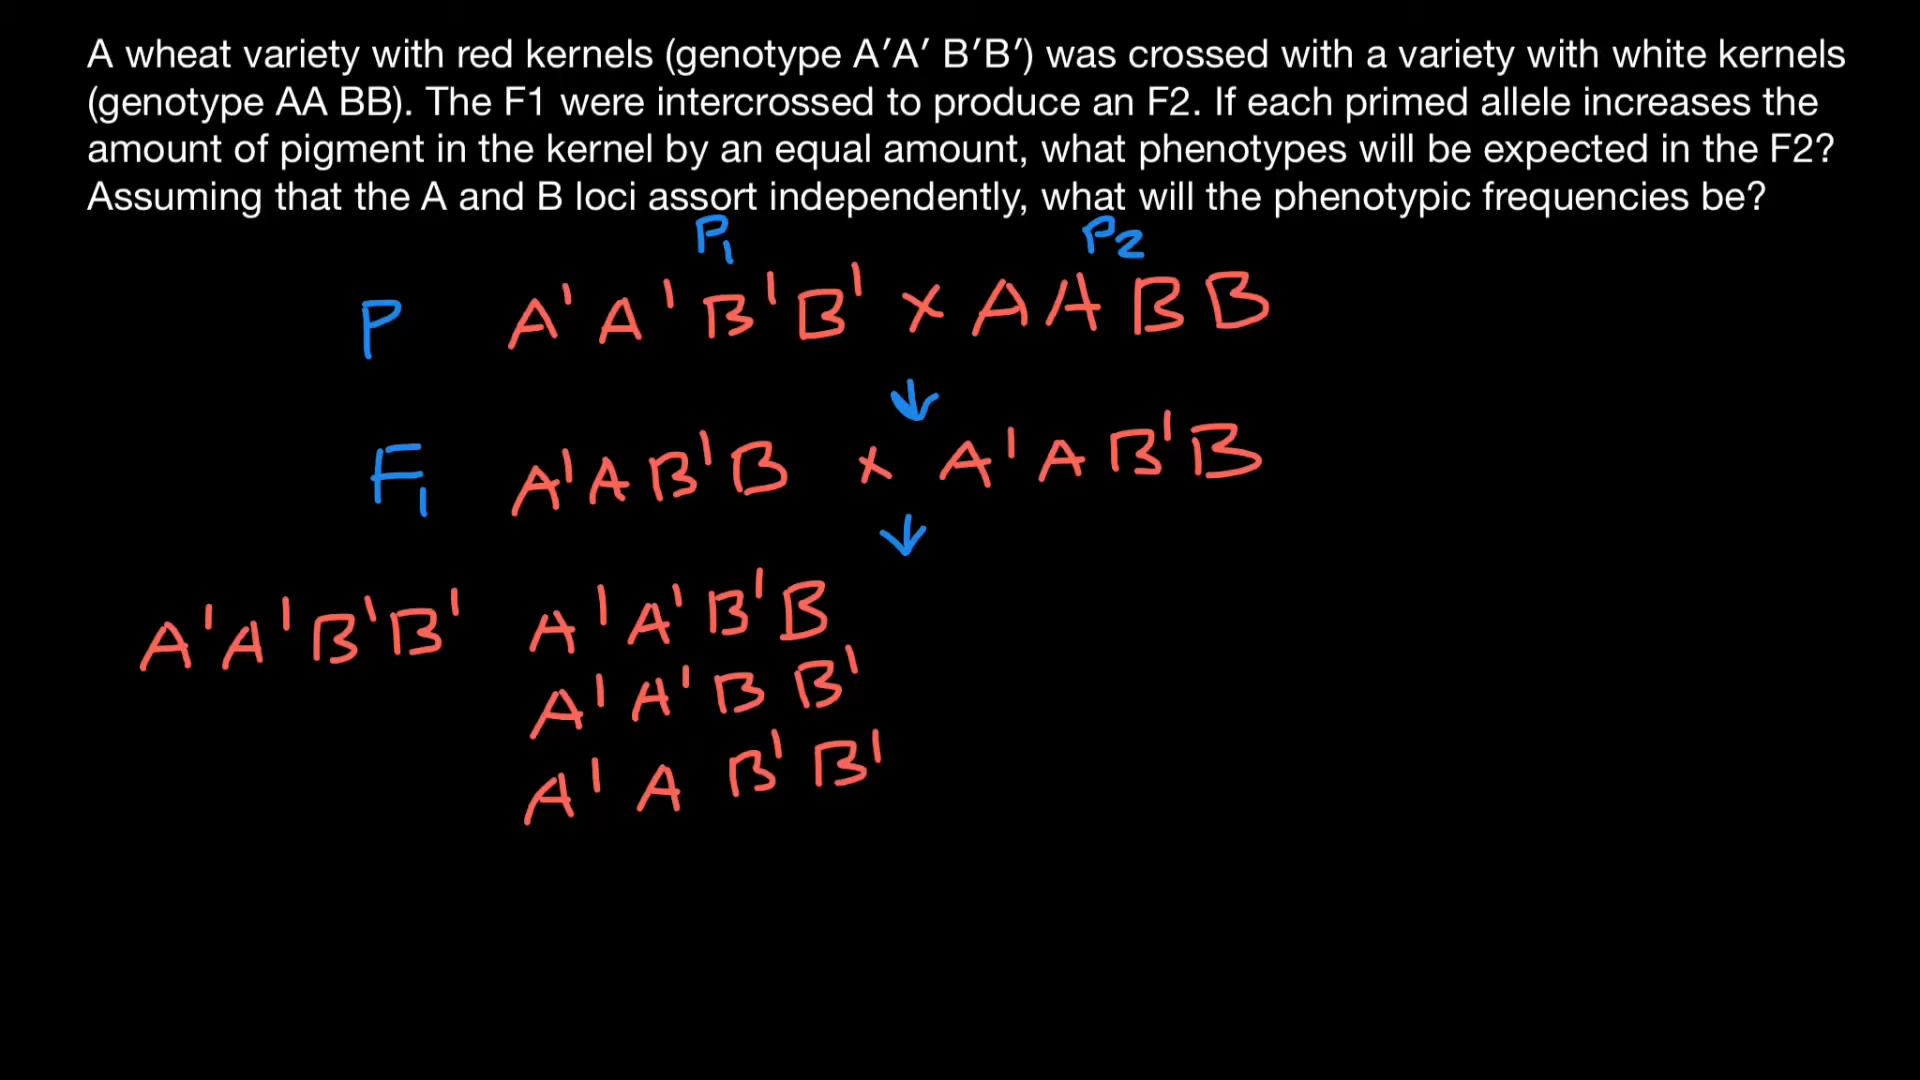 A wheat variety with red kernels (genotype A′A′ B′B′) was crossed with a variety with white kernels
(genotype AA BB). The F1 were intercrossed to produce an F2. If each primed allele increases the
amount of pigment in the kernel by an equal amount, what phenotypes will be expected in the F2?
Assuming that the A and B loci assort independently, what will the phenotypic frequencies be?
P1 P2
P A'A'B'B' × AABB
↓
F1 A'AB'B × A'AB'B
↓
A'A'B'B' A'A'B'B
A'A'BB'
A'AB'B'